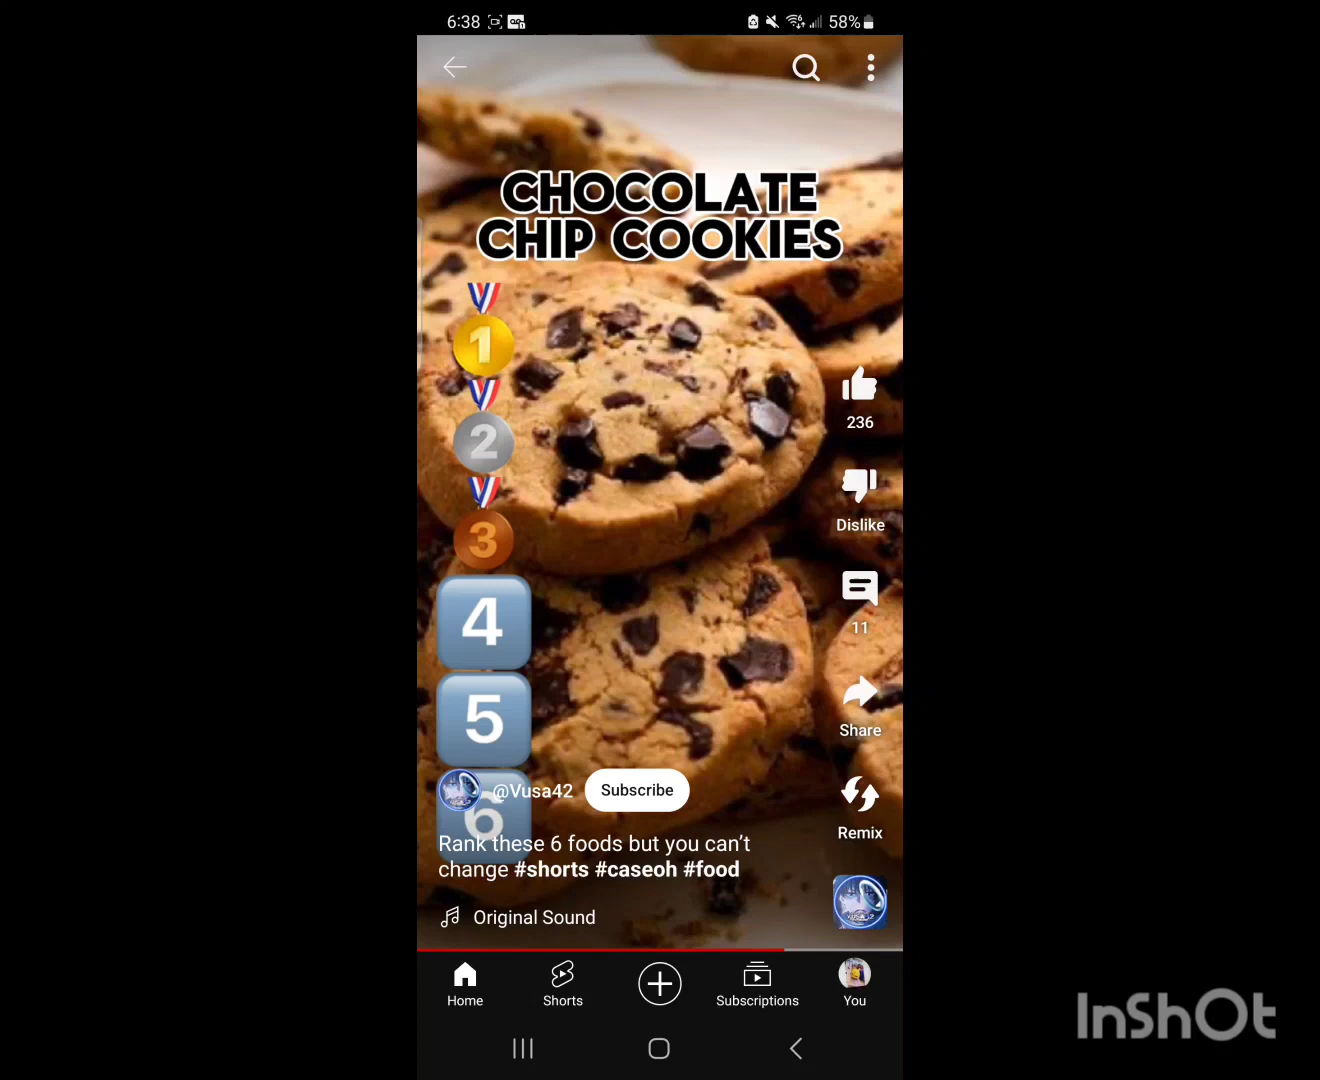 6:38
58%
CHOCOLATE
CHIP COOKIES
1
2
3
4
5
6
236
Dislike
11
Share
Remix
@Vusa42
Subscribe
Rank these 6 foods but you can't
change #shorts #caseoh #food
Original Sound
Home
Shorts
Subscriptions
You
InShOt